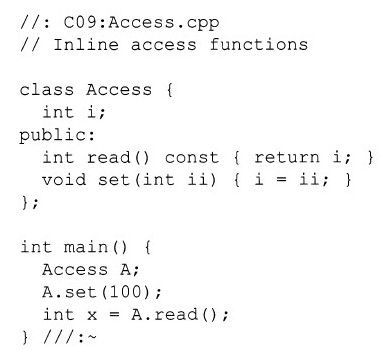 //: C09:Access.cpp
// Inline access functions

class Access {
  int i;
public:
  int read() const { return i; }
  void set(int ii) { i = ii; }
};

int main() {
  Access A;
  A.set(100);
  int x = A.read();
} ///:~